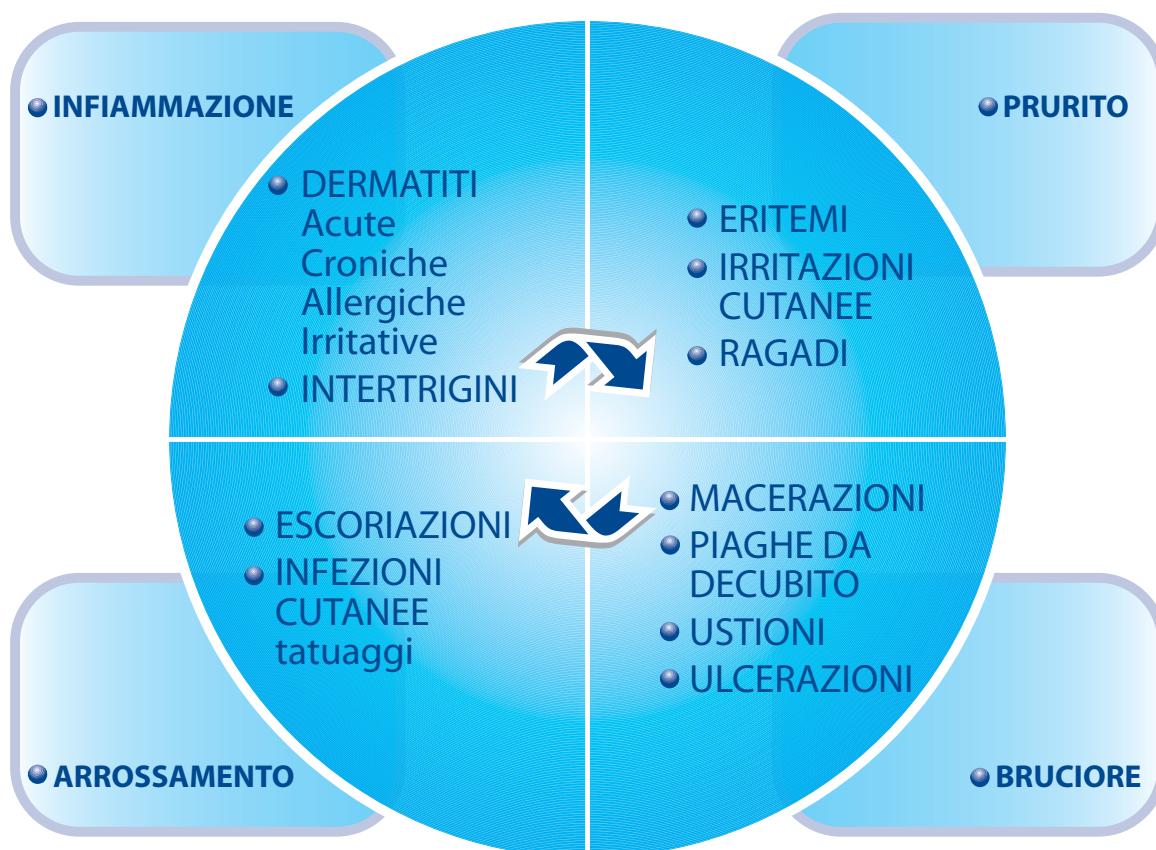 INFIAMMAZIONE
DERMATITI
Acute
Croniche
Allergiche
Irritative
INTERTRIGINI
PRURITO
ERITEMI
IRRITAZIONI
CUTANEE
RAGADI
ESCORIAZIONI
INFEZIONI
CUTANEE
tatuaggi
ARROSSAMENTO
MACERAZIONI
PIAGHE DA
DECUBITO
USTIONI
ULCERAZIONI
BRUCIORE